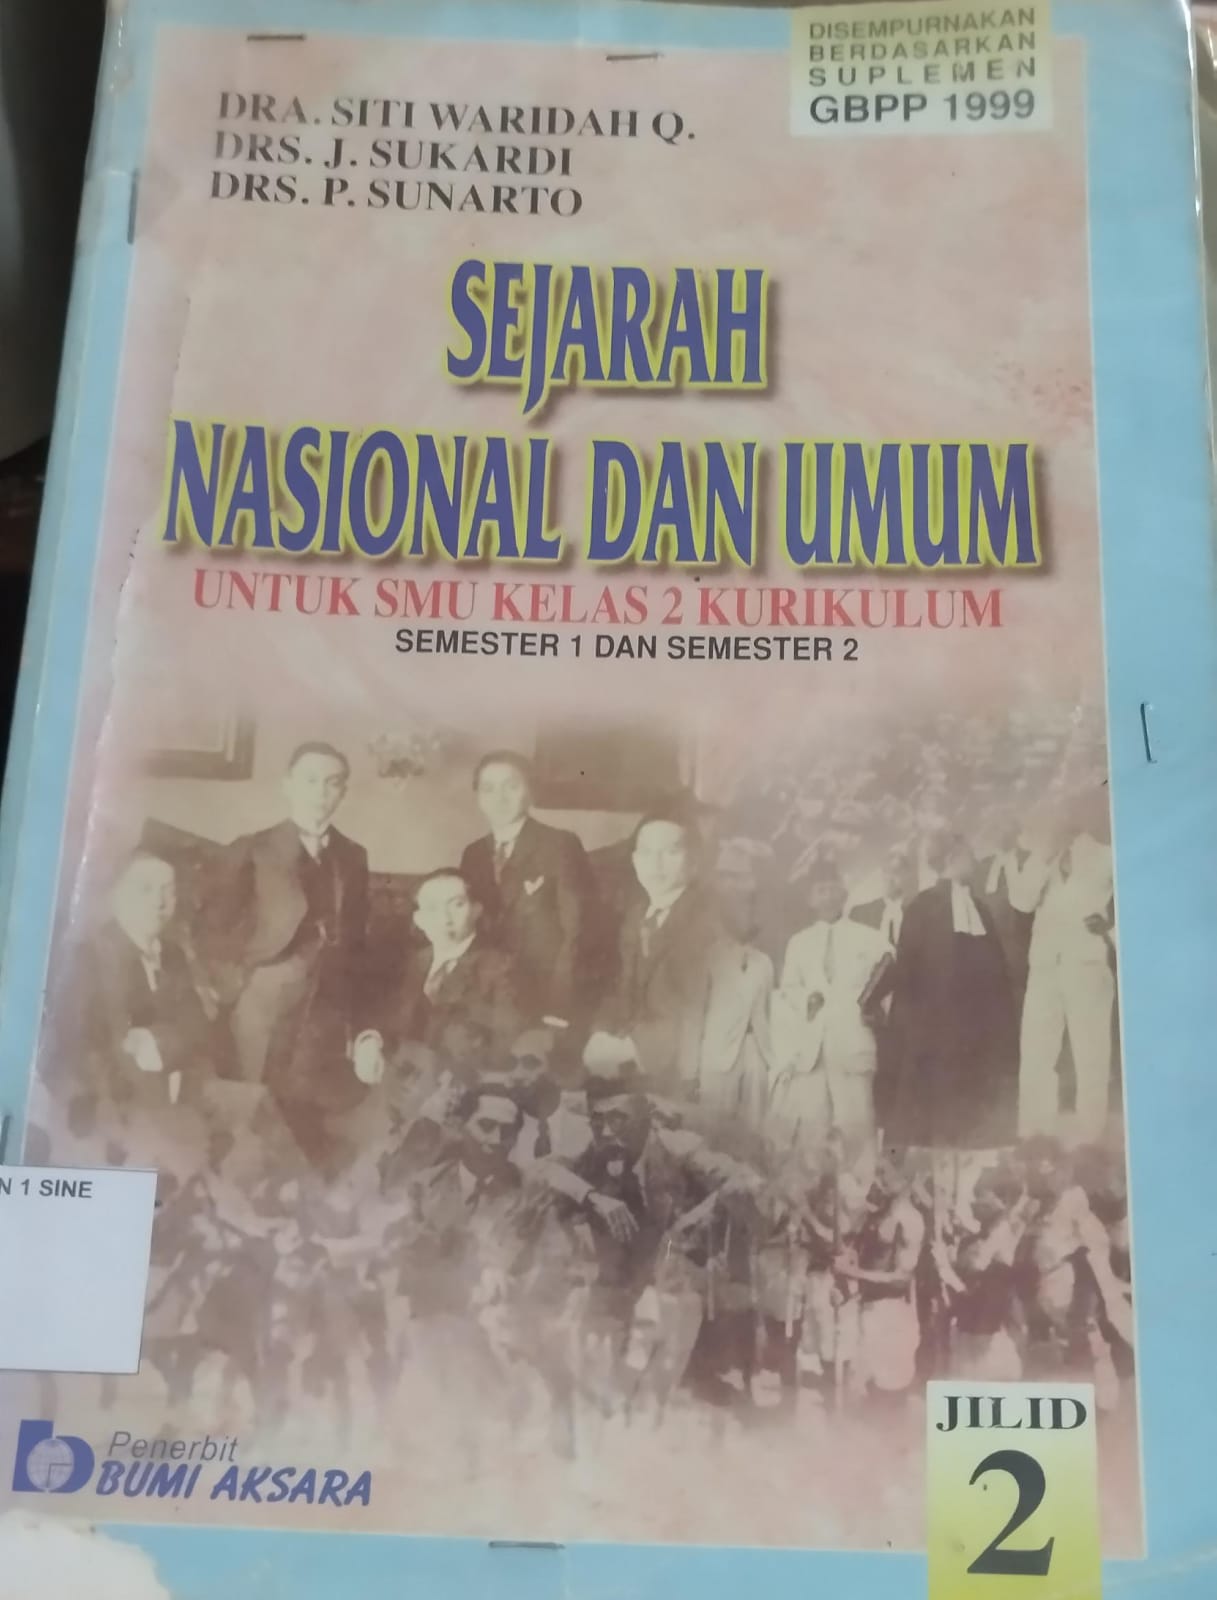 DISEMPURNAKAN
BERDASARKAN
SUPLEMEN
GBPP 1999
DRA. SITI WARIDAH Q.
DRS. J. SUKARDI
DRS. P. SUNARTO
SEJARAH
NASIONAL DAN UMUM
UNTUK SMU KELAS 2 KURIKULUM
SEMESTER 1 DAN SEMESTER 2
N 1 SINE
Penerbit
BUMI AKSARA
JILID
2